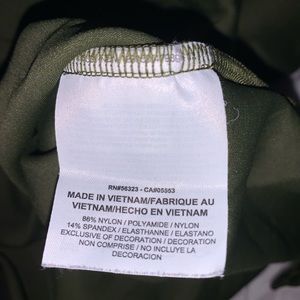 RN#56323 - CA#05553
MADE IN VIETNAM/FABRIQUE AU
VIETNAM/HECHO EN VIETNAM
86% NYLON / POLYAMIDE / NYLON
14% SPANDEX / ELASTHANNE / ELASTANO
EXCLUSIVE OF DECORATION / DECORATION
NON COMPRISE / NO INCLUYE LA
DECORACION